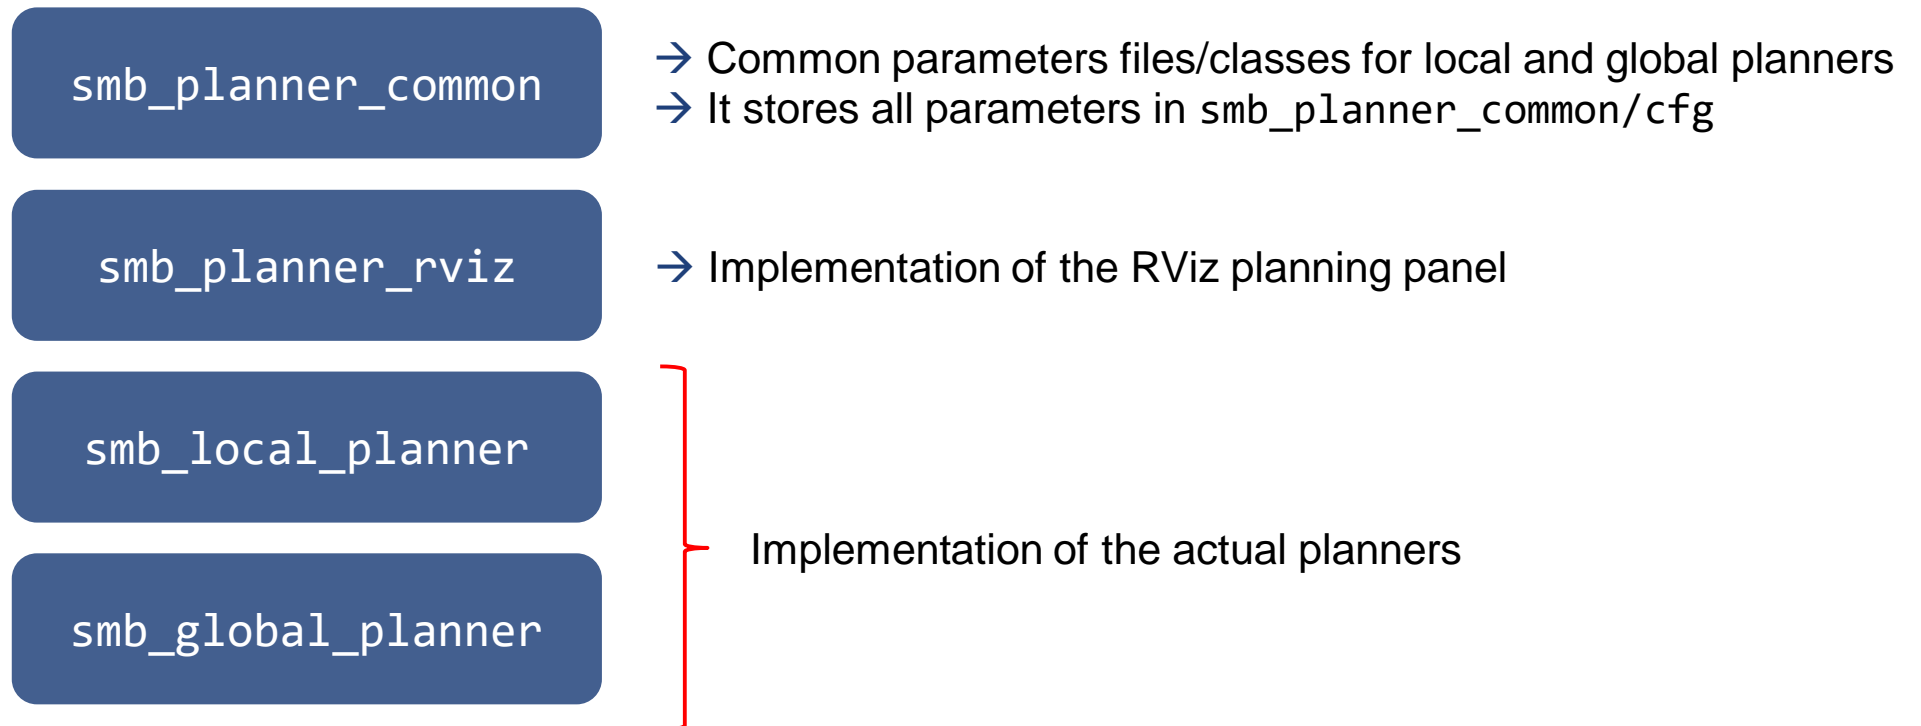 smb_planner_common
→ Common parameters files/classes for local and global planners
→ It stores all parameters in smb_planner_common/cfg
smb_planner_rviz
→ Implementation of the RViz planning panel
smb_local_planner
Implementation of the actual planners
smb_global_planner